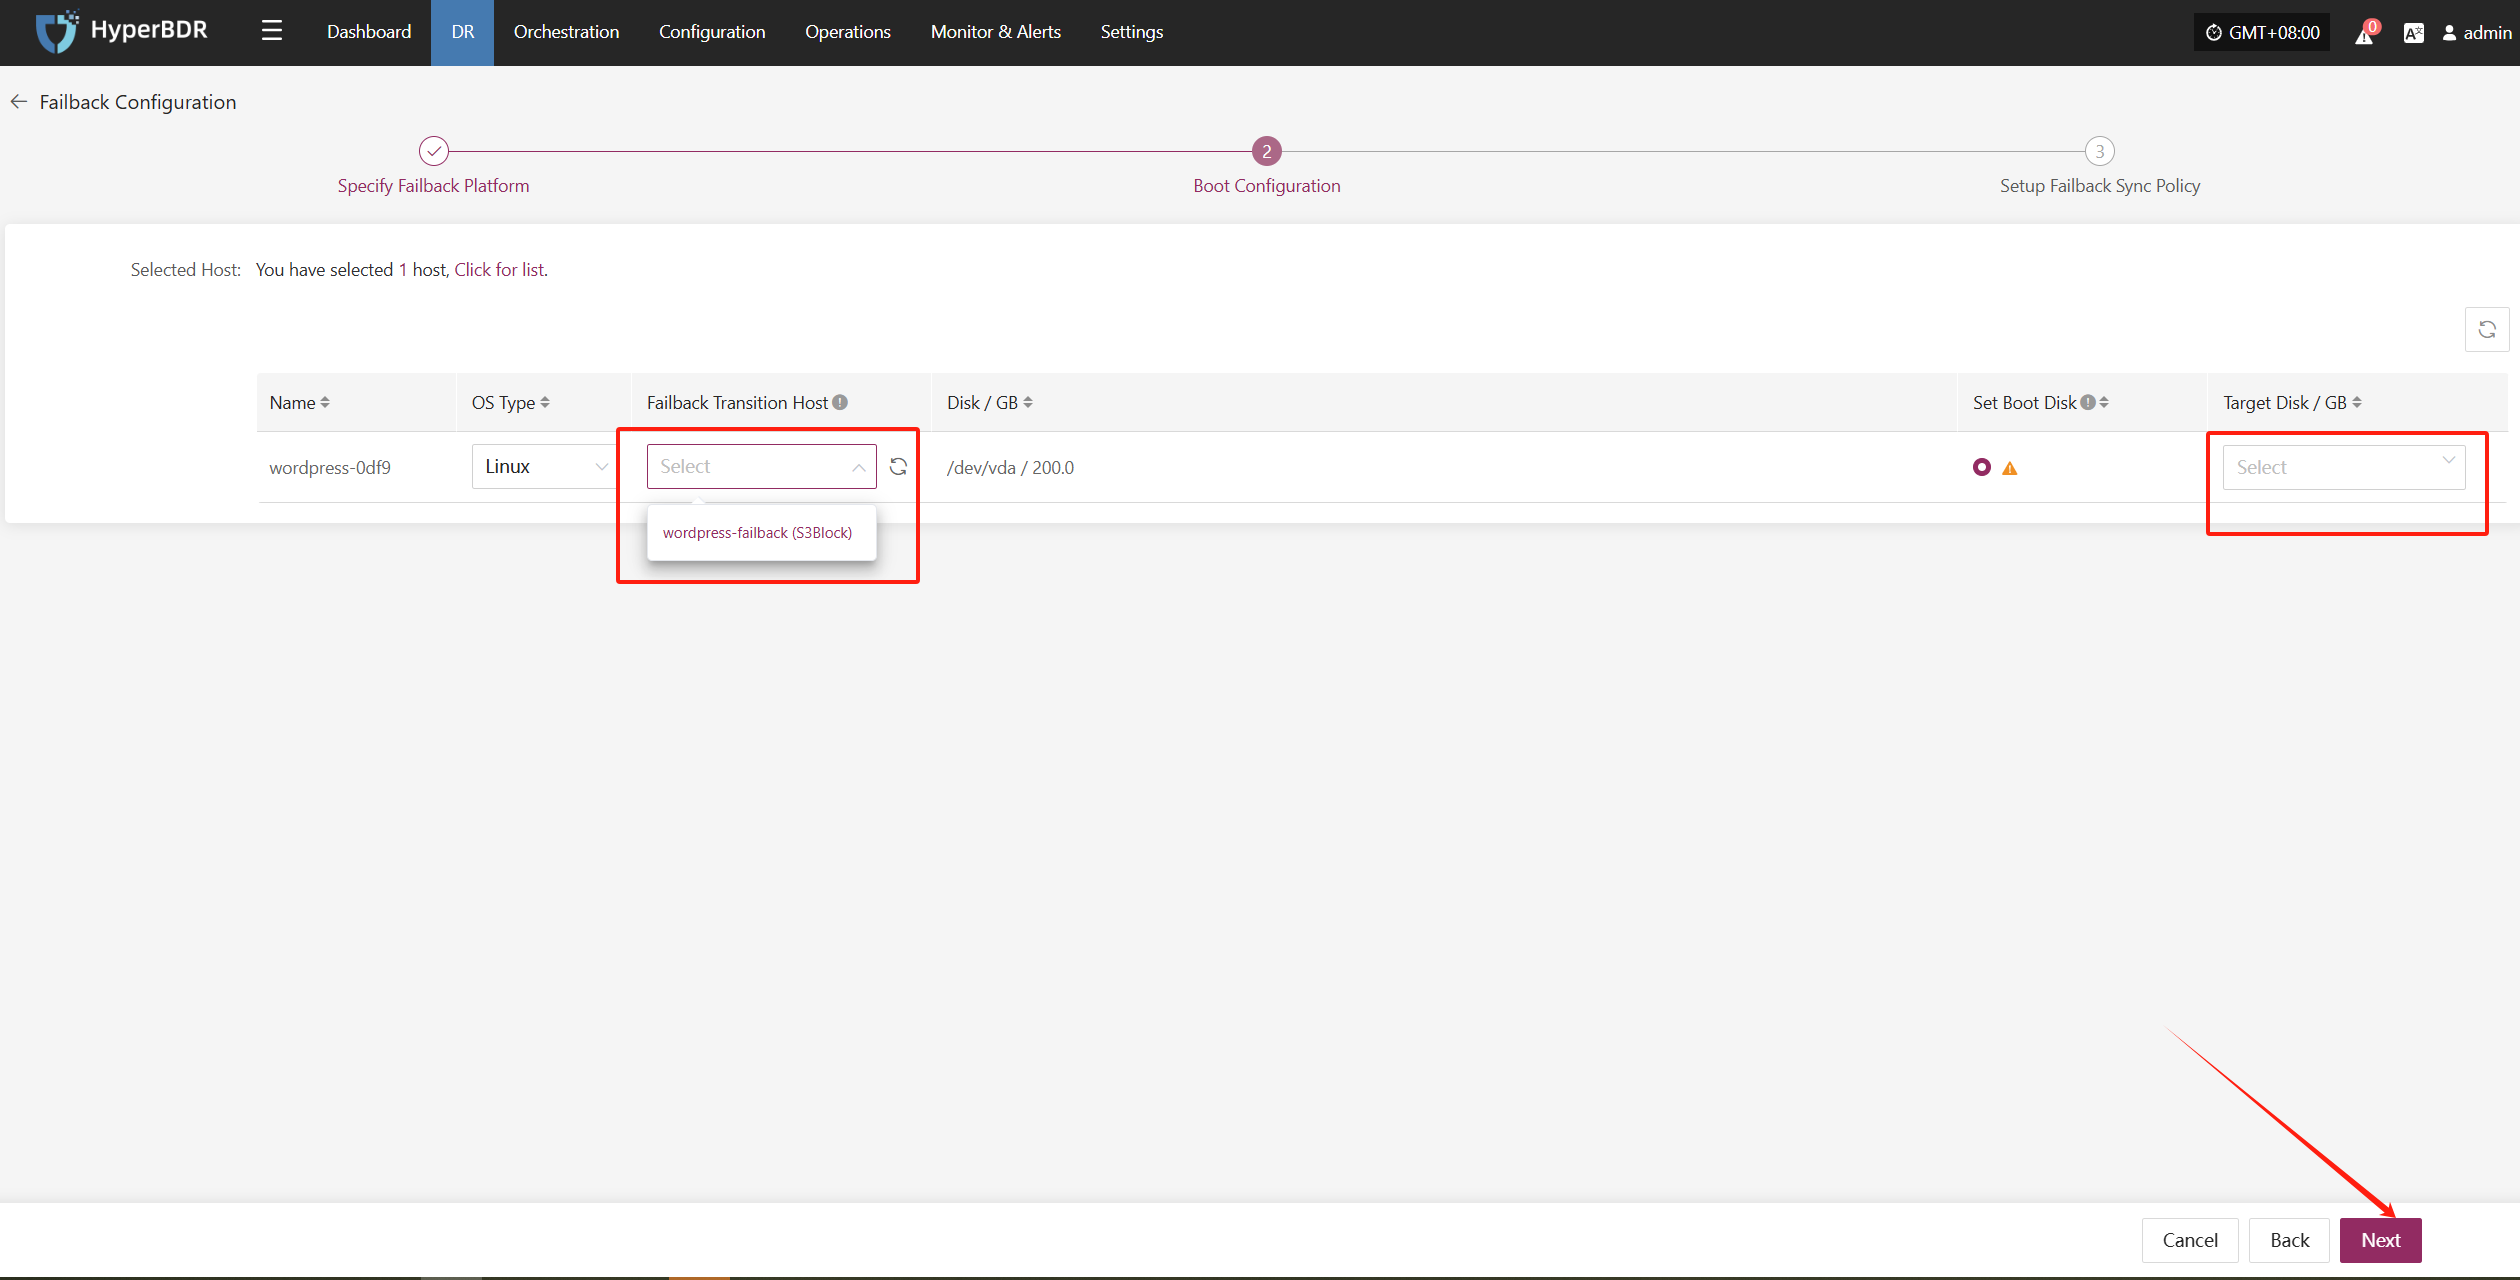 HyperBDR
Dashboard
DR
Orchestration
Configuration
Operations
Monitor & Alerts
Settings
GMT+08:00
0
admin
Failback Configuration
2
3
Specify Failback Platform
Boot Configuration
Setup Failback Sync Policy
Selected Host: You have selected 1 host, Click for list.
Name
OS Type
Failback Transition Host
Disk / GB
Set Boot Disk
Target Disk / GB
wordpress-0df9
Linux
Select
/dev/vda / 200.0
Select
wordpress-failback (S3Block)
Cancel
Back
Next